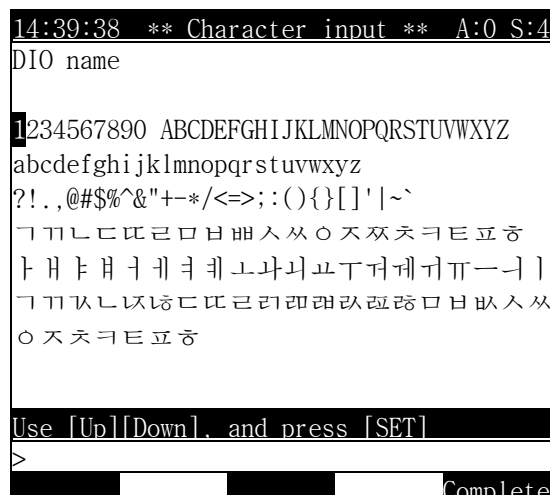 14:39:38 ** Character input ** A:0 S:4
DIO name
1234567890 ABCDEFGHIJKLMNOPQRSTUVWXYZ
abcdefghijklmnopqrstuvwxyz
?!.,@#$%^&"+-*/<=>;:(){}[]'|~`
ㄱㄲㄴㄷㄸㄹㅁㅂㅃㅅㅆㅇㅈㅉㅊㅋㅌㅍㅎ
ㅏㅐㅑㅒㅓㅔㅕㅖㅗㅘㅚㅛㅜㅝㅞㅟㅠㅡㅢㅣ
ㄱㄲㄳㄴㄵㄶㄷㄸㄹㄺㄻㄼㄽㄿㅀㅁㅂㅄㅅㅆ
ㅇㅈㅊㅋㅌㅍㅎ
Use [Up][Down], and press [SET]
>
Complete